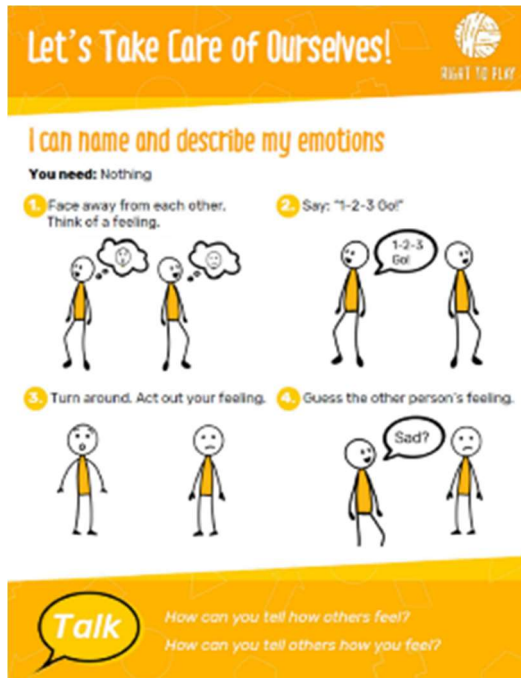 Let's Take Care of Ourselves!
RIGHT TO PLAY
I can name and describe my emotions
You need: Nothing
1. Face away from each other.
Think of a feeling.
2. Say: "1-2-3 Go!"
1-2-3
Go!
3. Turn around. Act out your feeling.
4. Guess the other person's feeling.
Sad?
Talk
How can you tell how others feel?
How can you tell others how you feel?